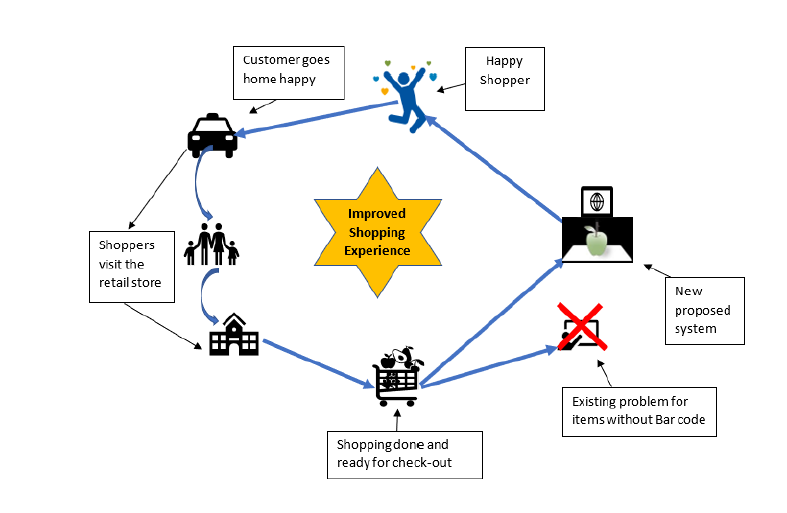 Customer goes
home happy
Happy
Shopper
Improved
Shopping
Experience
Shoppers
visit the
retail store
New
proposed
system
Existing problem for
items without Bar code
Shopping done and
ready for check-out